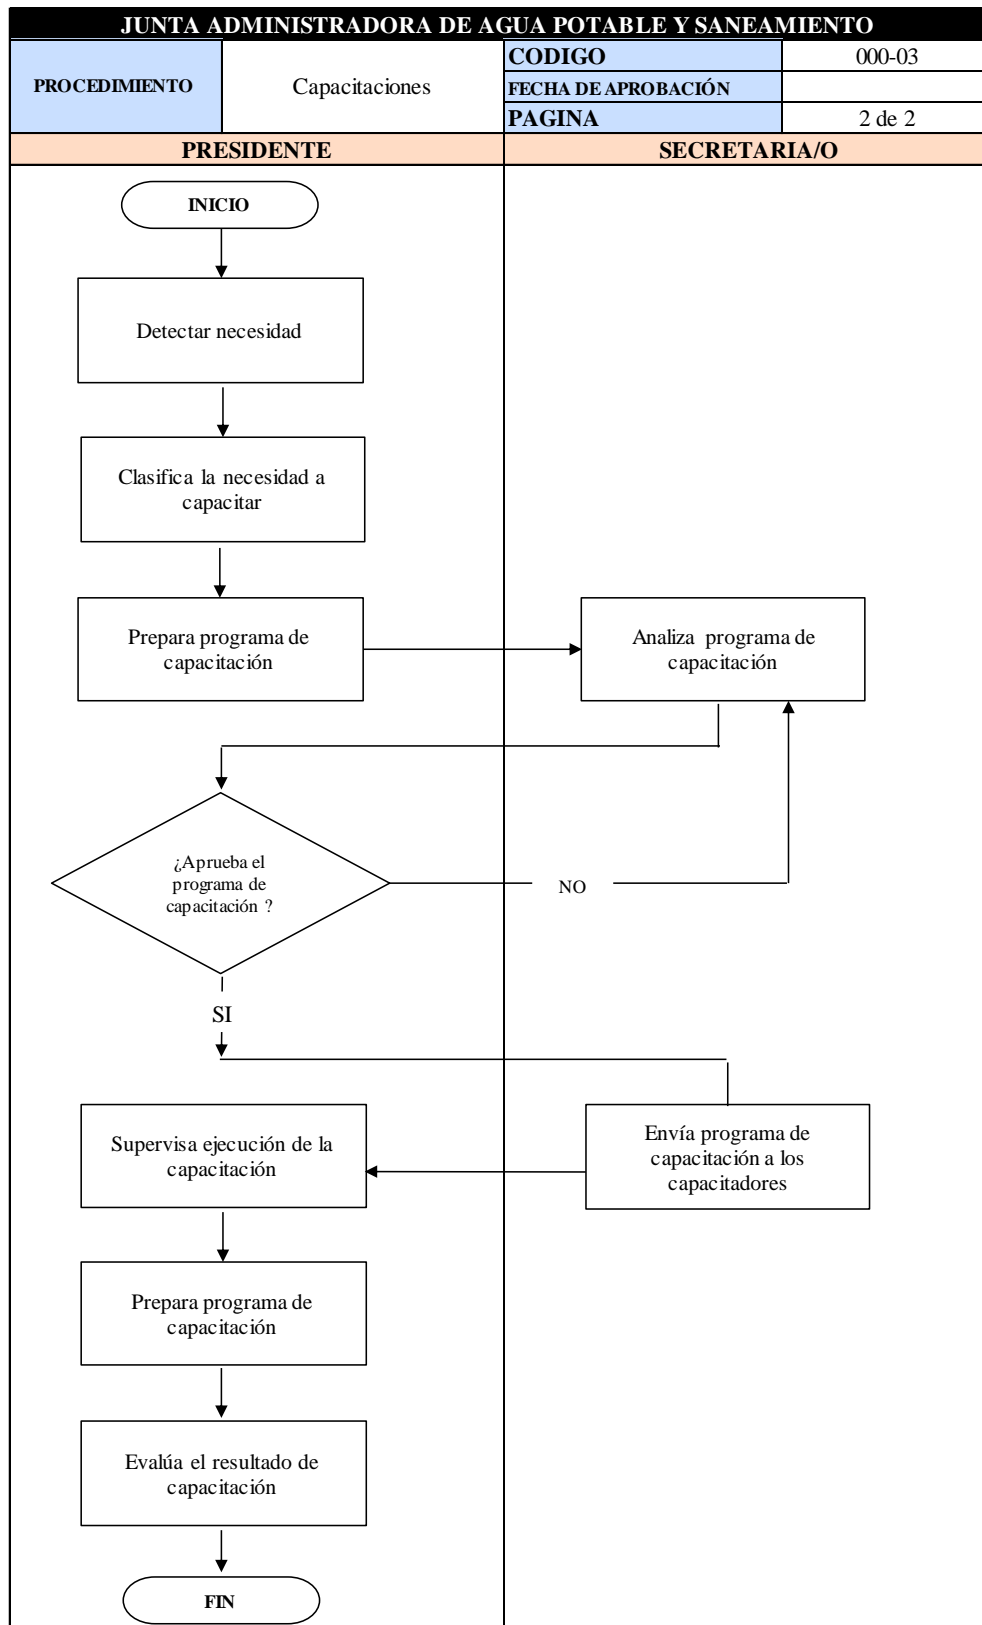 JUNTA ADMINISTRADORA DE AGUA POTABLE Y SANEAMIENTO
PROCEDIMIENTO
Capacitaciones
CODIGO
000-03
FECHA DE APROBACIÓN
PAGINA
2 de 2
PRESIDENTE
SECRETARIA/O
INICIO
Detectar necesidad
Clasifica la necesidad a
capacitar
Prepara programa de
capacitación
Analiza programa de
capacitación
¿Aprueba el
programa de
capacitación ?
NO
SI
Envía programa de
capacitación a los
capacitadores
Supervisa ejecución de la
capacitación
Prepara programa de
capacitación
Evalúa el resultado de
capacitación
FIN